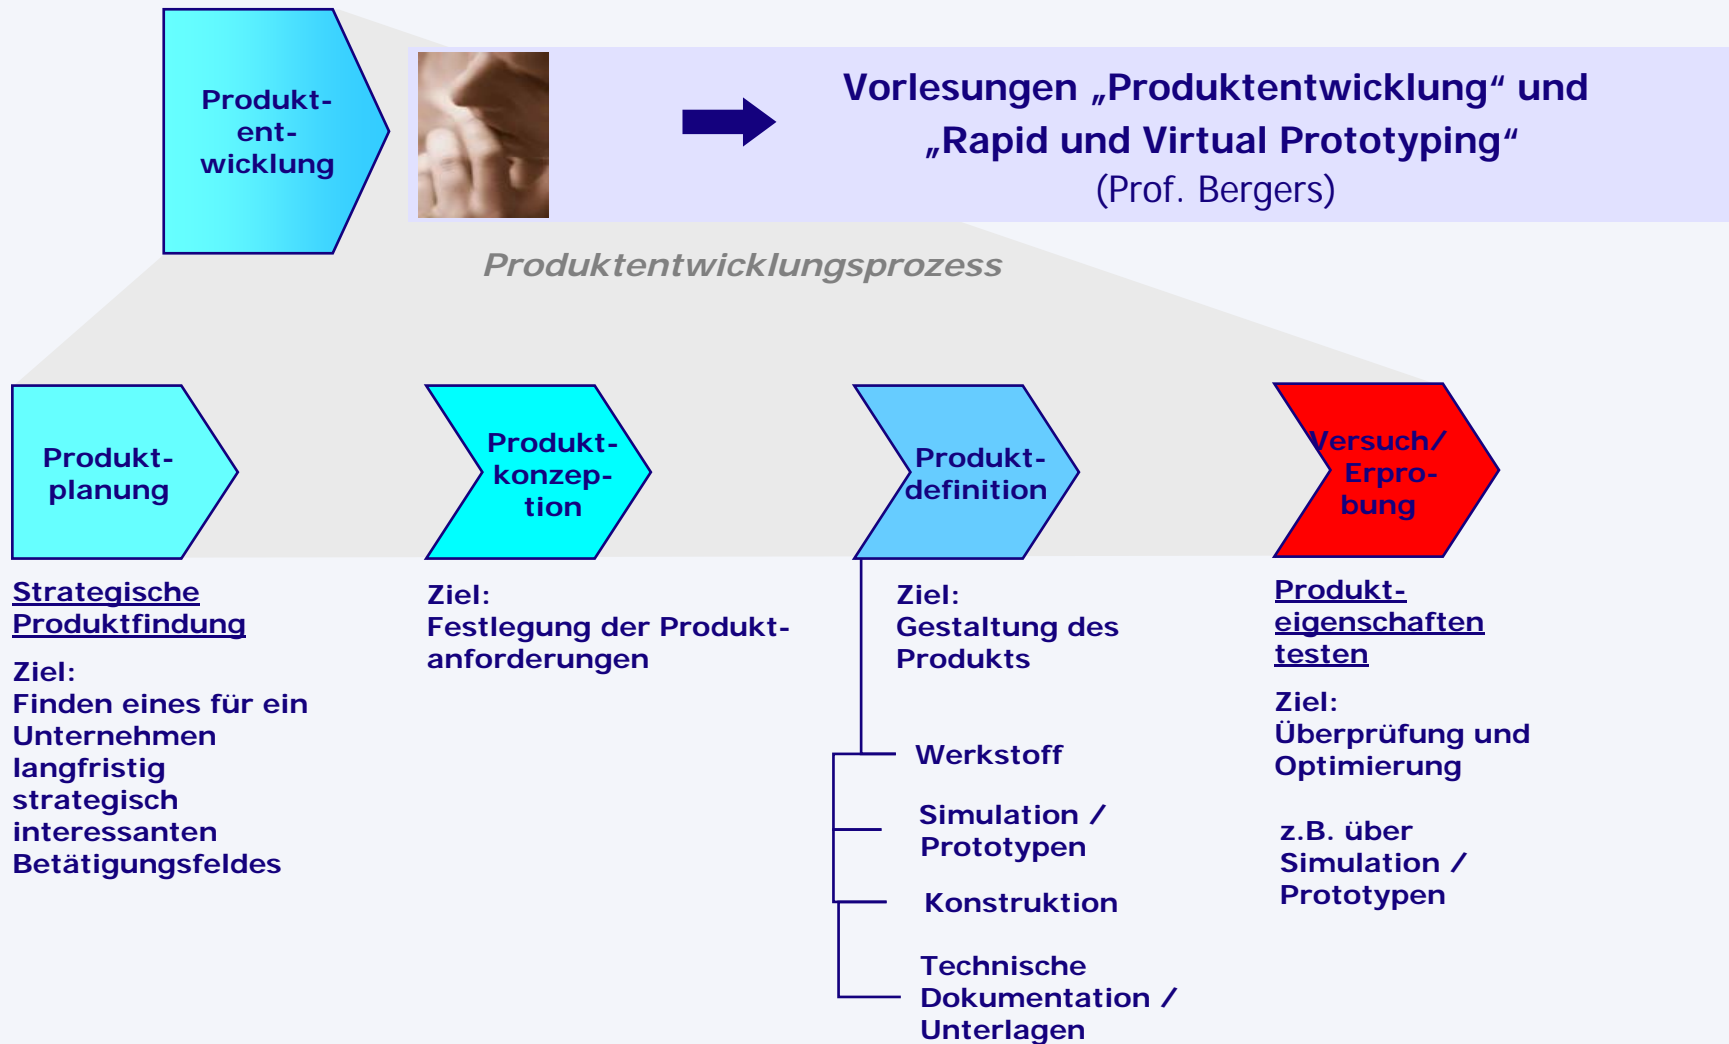 Produkt-
ent-
wicklung
Vorlesungen „Produktentwicklung“ und
„Rapid und Virtual Prototyping“
(Prof. Bergers)
Produktentwicklungsprozess
Produkt-
planung
Produkt-
konzep-
tion
Produkt-
definition
Versuch/
Erpro-
bung
Strategische
Produktfindung
Ziel:
Finden eines für ein
Unternehmen
langfristig
strategisch
interessanten
Betätigungsfeldes
Ziel:
Festlegung der Produkt-
anforderungen
Ziel:
Gestaltung des
Produkts
Werkstoff
Simulation /
Prototypen
Konstruktion
Technische
Dokumentation /
Unterlagen
Produkt-
eigenschaften
testen
Ziel:
Überprüfung und
Optimierung
z.B. über
Simulation /
Prototypen